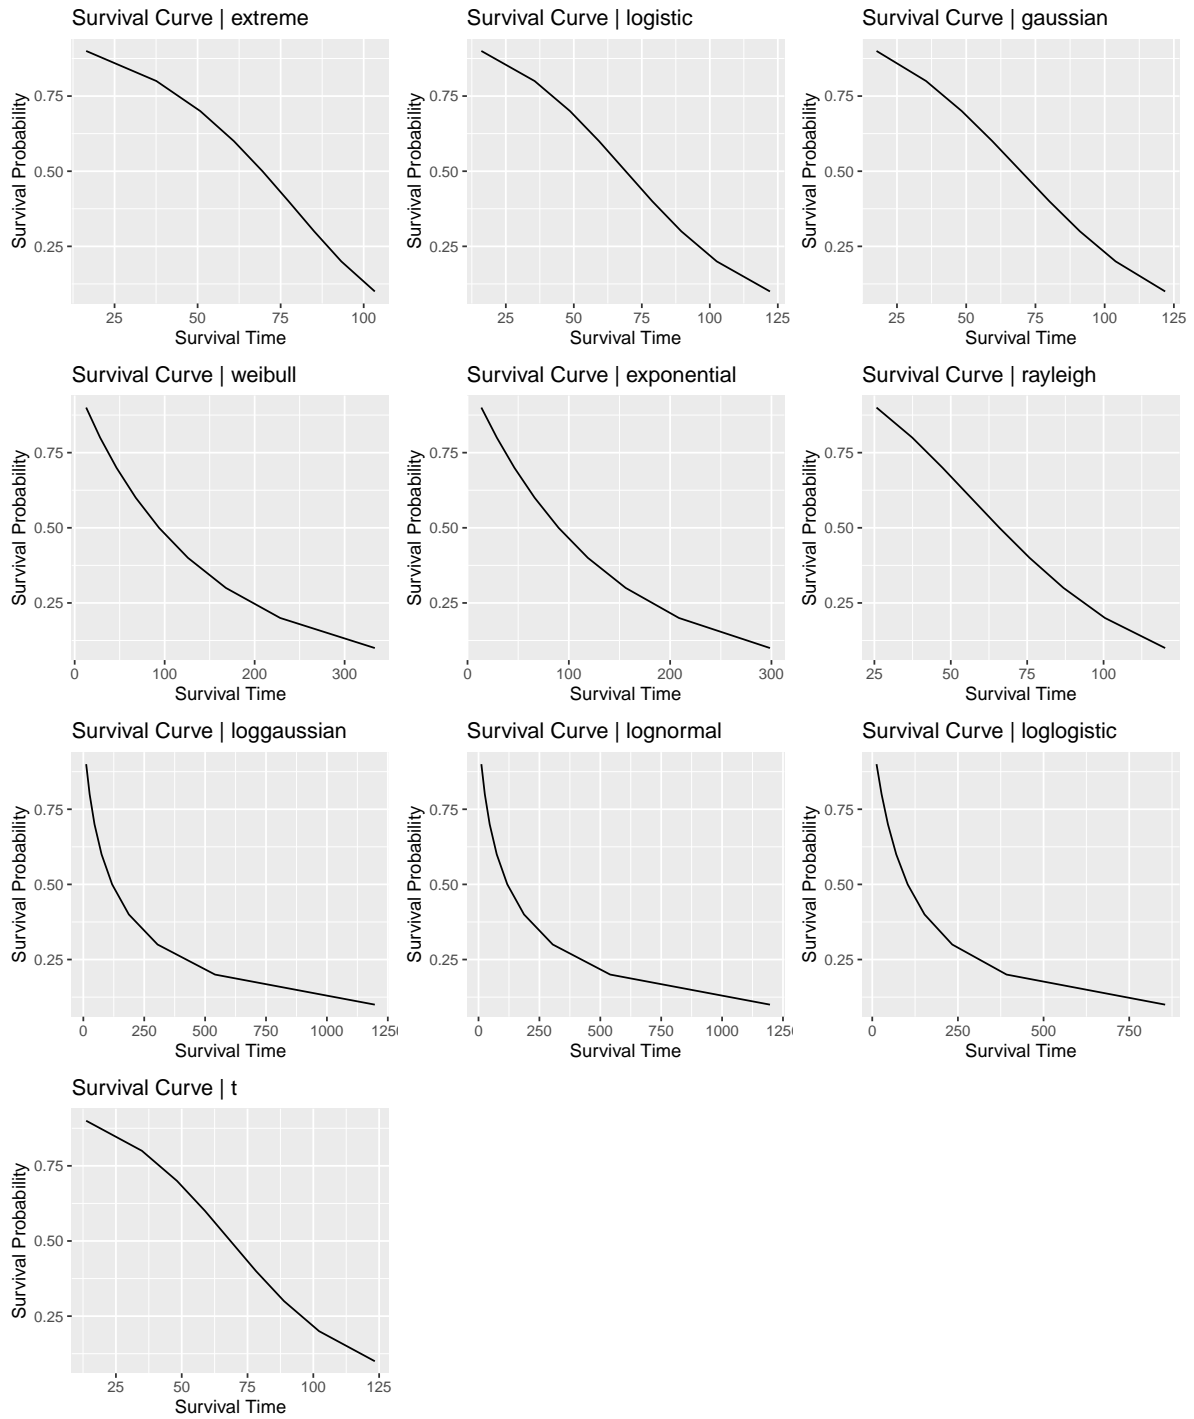 Survival Curve | extreme
Survival Probability
0.75
0.50
0.25
25 50 75 100
Survival Time
Survival Curve | logistic
Survival Probability
0.75
0.50
0.25
25 50 75 100 125
Survival Time
Survival Curve | gaussian
Survival Probability
0.75
0.50
0.25
25 50 75 100 125
Survival Time
Survival Curve | weibull
Survival Probability
0.75
0.50
0.25
0 100 200 300
Survival Time
Survival Curve | exponential
Survival Probability
0.75
0.50
0.25
0 100 200 300
Survival Time
Survival Curve | rayleigh
Survival Probability
0.75
0.50
0.25
25 50 75 100
Survival Time
Survival Curve | loggaussian
Survival Probability
0.75
0.50
0.25
0 250 500 750 1000
Survival Time
Survival Curve | lognormal
Survival Probability
0.75
0.50
0.25
0 250 500 750 1000
Survival Time
Survival Curve | loglogistic
Survival Probability
0.75
0.50
0.25
0 250 500 750
Survival Time
Survival Curve | t
Survival Probability
0.75
0.50
0.25
25 50 75 100 125
Survival Time